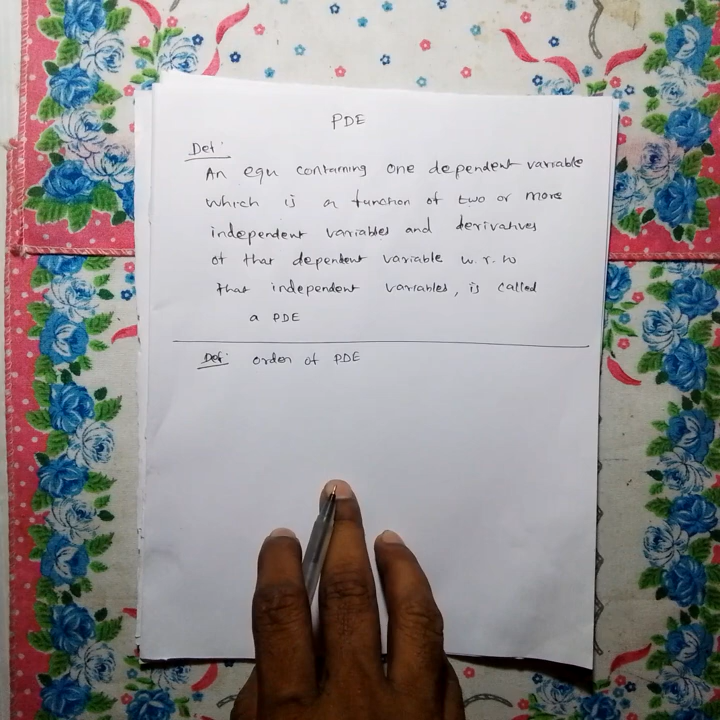 PDE
Def:
An equ containing one dependent variable
which is a function of two or more
independent variables and derivatives
of that dependent variable w.r.to
that independent variables, is called
a PDE
Def: order of PDE